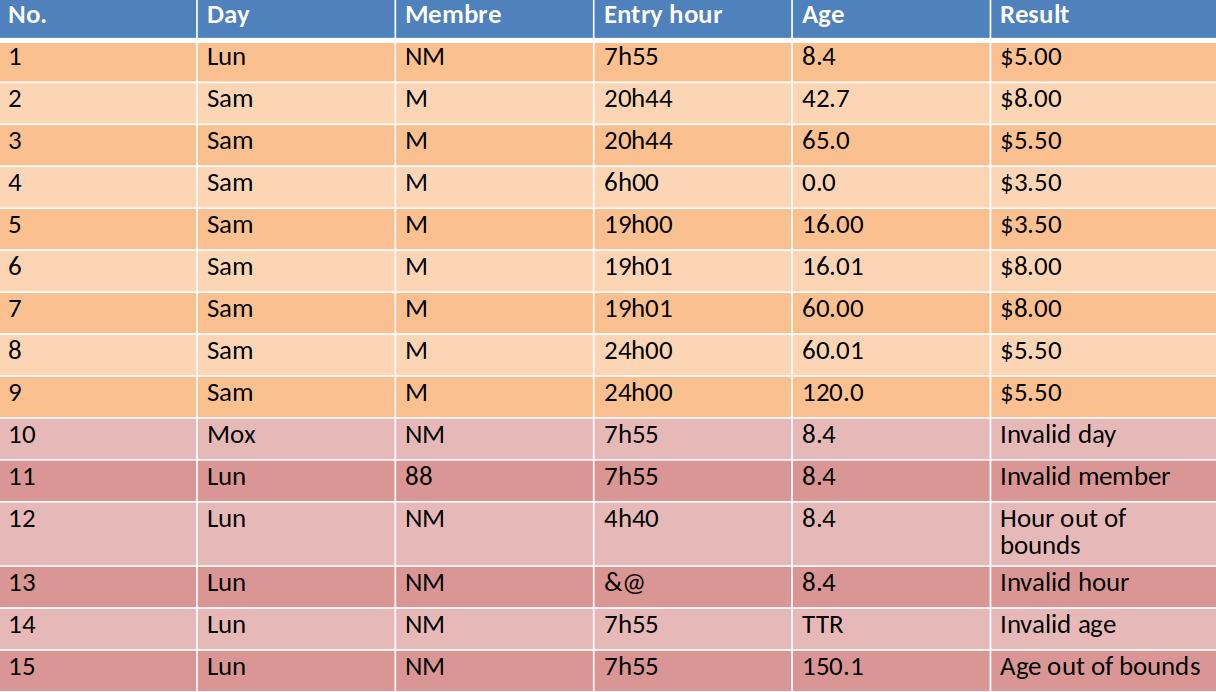 No. Day Membre Entry hour Age Result
1 Lun NM 7h55 8.4 $5.00
2 Sam M 20h44 42.7 $8.00
3 Sam M 20h44 65.0 $5.50
4 Sam M 6h00 0.0 $3.50
5 Sam M 19h00 16.00 $3.50
6 Sam M 19h01 16.01 $8.00
7 Sam M 19h01 60.00 $8.00
8 Sam M 24h00 60.01 $5.50
9 Sam M 24h00 120.0 $5.50
10 Mox NM 7h55 8.4 Invalid day
11 Lun 88 7h55 8.4 Invalid member
12 Lun NM 4h40 8.4 Hour out of
bounds
13 Lun NM &@ 8.4 Invalid hour
14 Lun NM 7h55 TTR Invalid age
15 Lun NM 7h55 150.1 Age out of bounds